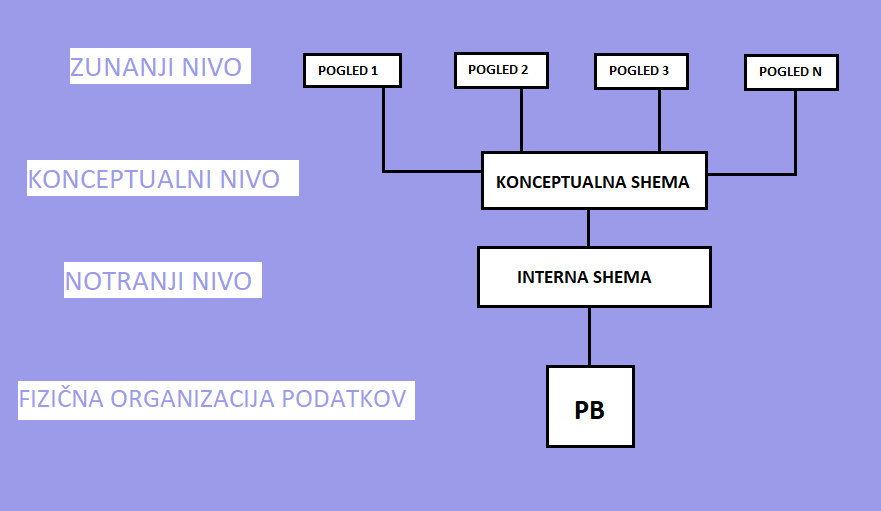 ZUNANJI NIVO
POGLED 1
POGLED 2
POGLED 3
POGLED N
KONCEPTUALNI NIVO
KONCEPTUALNA SHEMA
NOTRANJI NIVO
INTERNA SHEMA
FIZIČNA ORGANIZACIJA PODATKOV
PB